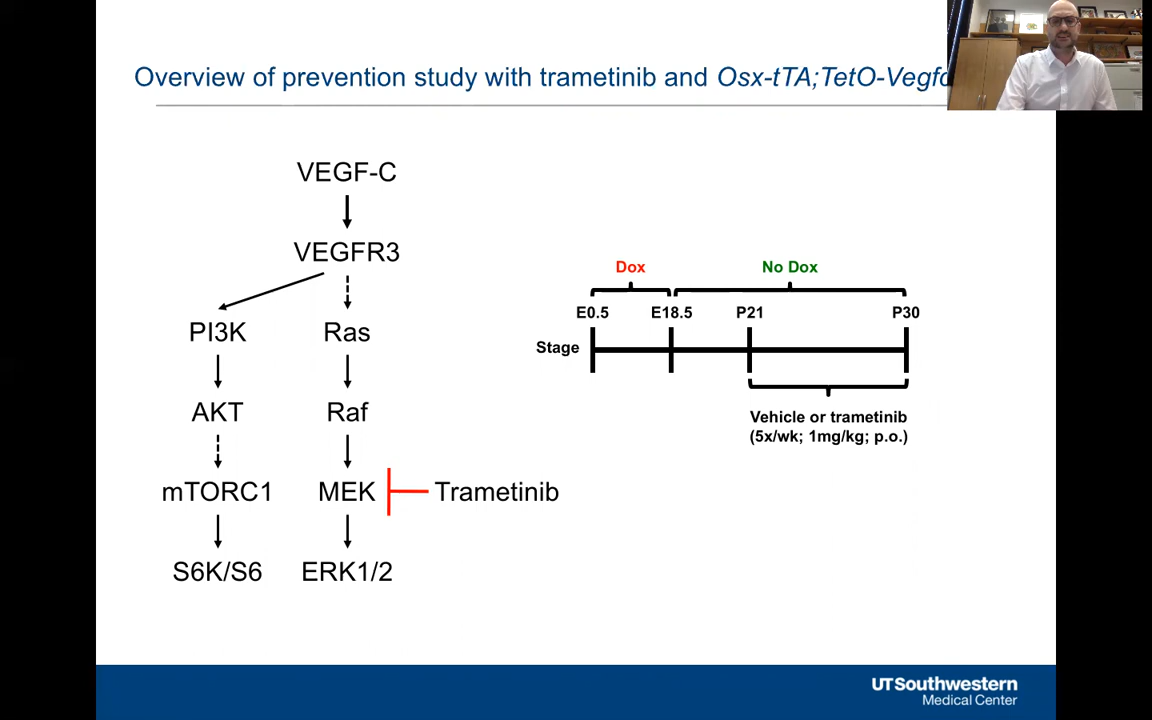 Overview of prevention study with trametinib and Osx-tTA;TetO-Vegfc
VEGF-C
VEGFR3
PI3K
Ras
AKT
Raf
mTORC1
MEK
Trametinib
S6K/S6
ERK1/2
Dox
No Dox
E0.5
E18.5
P21
P30
Stage
Vehicle or trametinib
(5x/wk; 1mg/kg; p.o.)
UTSouthwestern
Medical Center